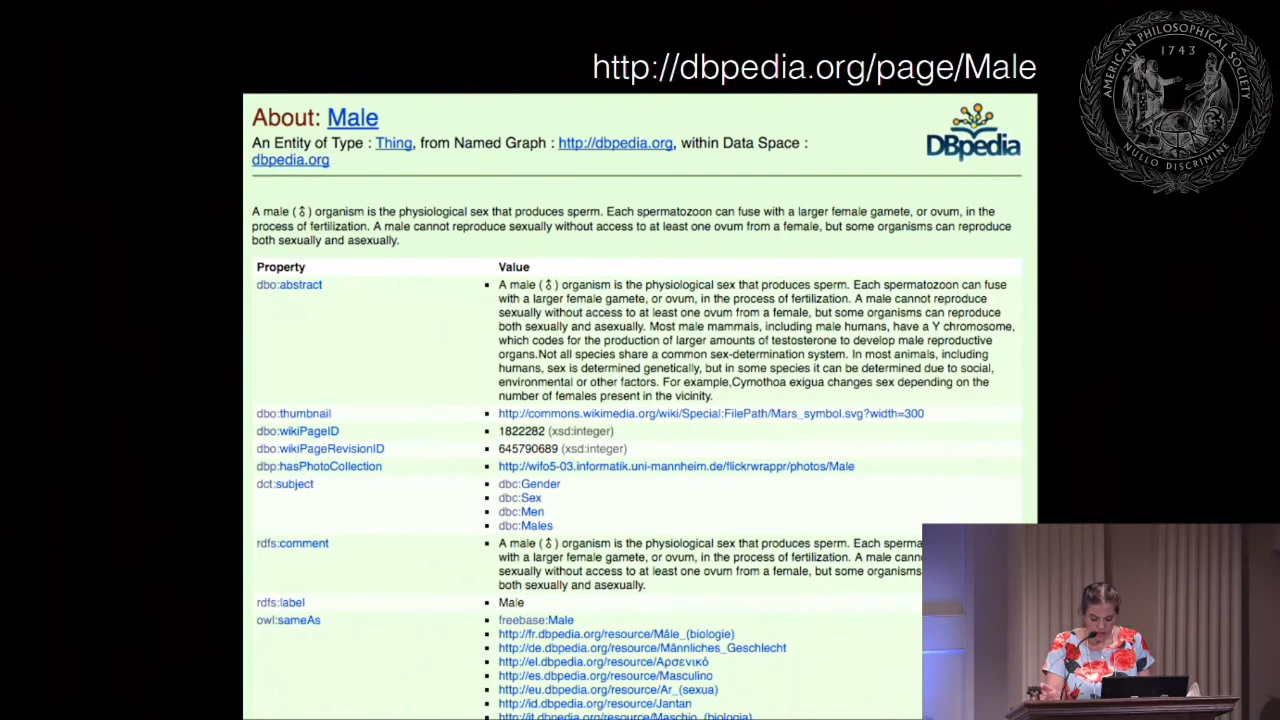 http://dbpedia.org/page/Male
AMERICAN PHILOSOPHICAL SOCIETY
1743
NULLO DISCRIMINE
About: Male
DBpedia
An Entity of Type : Thing, from Named Graph : http://dbpedia.org, within Data Space :
dbpedia.org
A male (♂) organism is the physiological sex that produces sperm. Each spermatozoon can fuse with a larger female gamete, or ovum, in the
process of fertilization. A male cannot reproduce sexually without access to at least one ovum from a female, but some organisms can reproduce
both sexually and asexually.
Property Value
dbo:abstract
A male (♂) organism is the physiological sex that produces sperm. Each spermatozoon can fuse
with a larger female gamete, or ovum, in the process of fertilization. A male cannot reproduce
sexually without access to at least one ovum from a female, but some organisms can reproduce
both sexually and asexually. Most male mammals, including male humans, have a Y chromosome,
which codes for the production of larger amounts of testosterone to develop male reproductive
organs.Not all species share a common sex-determination system. In most animals, including
humans, sex is determined genetically, but in some species it can be determined due to social,
environmental or other factors. For example,Cymothoa exigua changes sex depending on the
number of females present in the vicinity.
dbo:thumbnail http://commons.wikimedia.org/wiki/Special:FilePath/Mars_symbol.svg?width=300
dbo:wikiPageID 1822282 (xsd:integer)
dbo:wikiPageRevisionID 645790689 (xsd:integer)
dbp:hasPhotoCollection http://wifo5-03.informatik.uni-mannheim.de/flickrwrappr/photos/Male
dct:subject dbc:Gender
dbc:Sex
dbc:Men
dbc:Males
rdfs:comment A male (♂) organism is the physiological sex that produces sperm. Each sperma
with a larger female gamete, or ovum, in the process of fertilization. A male cann
sexually without access to at least one ovum from a female, but some organisms
both sexually and asexually.
rdfs:label Male
owl:sameAs freebase:Male
http://fr.dbpedia.org/resource/Mâle_(biologie)
http://de.dbpedia.org/resource/Männliches_Geschlecht
http://el.dbpedia.org/resource/Αρσενικό
http://es.dbpedia.org/resource/Masculino
http://eu.dbpedia.org/resource/Ar_(sexua)
http://id.dbpedia.org/resource/Jantan
http://it.dbpedia.org/resource/Maschio_(biologia)